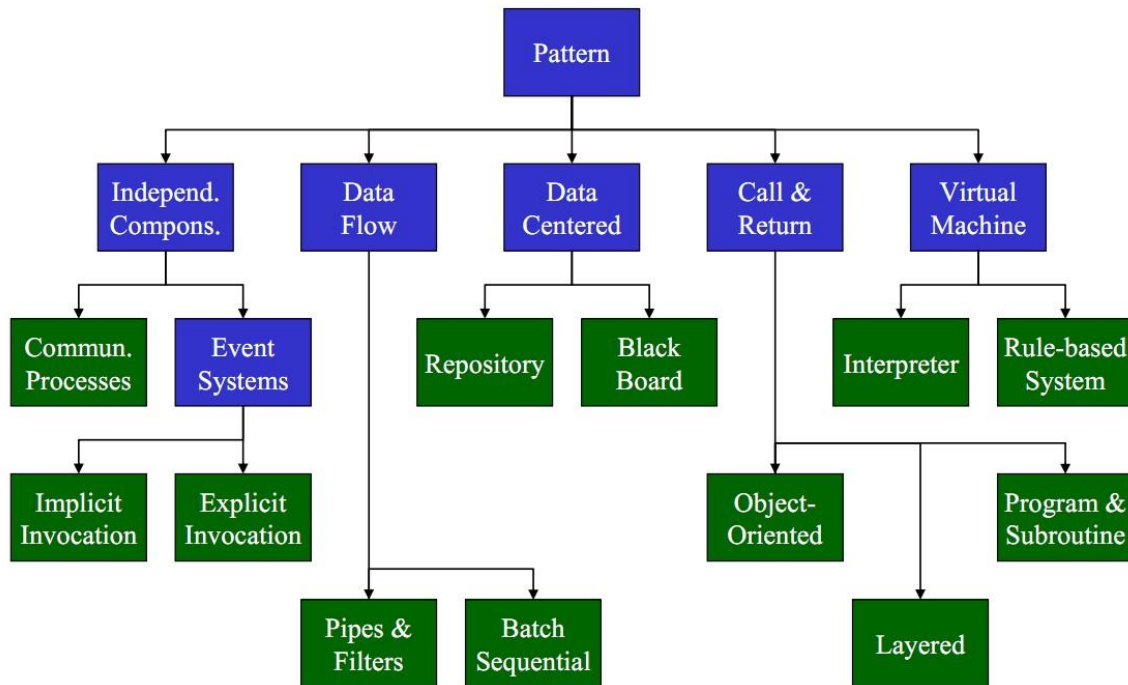 Pattern
Independ.
Compons.
Data
Flow
Data
Centered
Call &
Return
Virtual
Machine
Commun.
Processes
Event
Systems
Repository
Black
Board
Interpreter
Rule-based
System
Implicit
Invocation
Explicit
Invocation
Object-
Oriented
Program &
Subroutine
Pipes &
Filters
Batch
Sequential
Layered